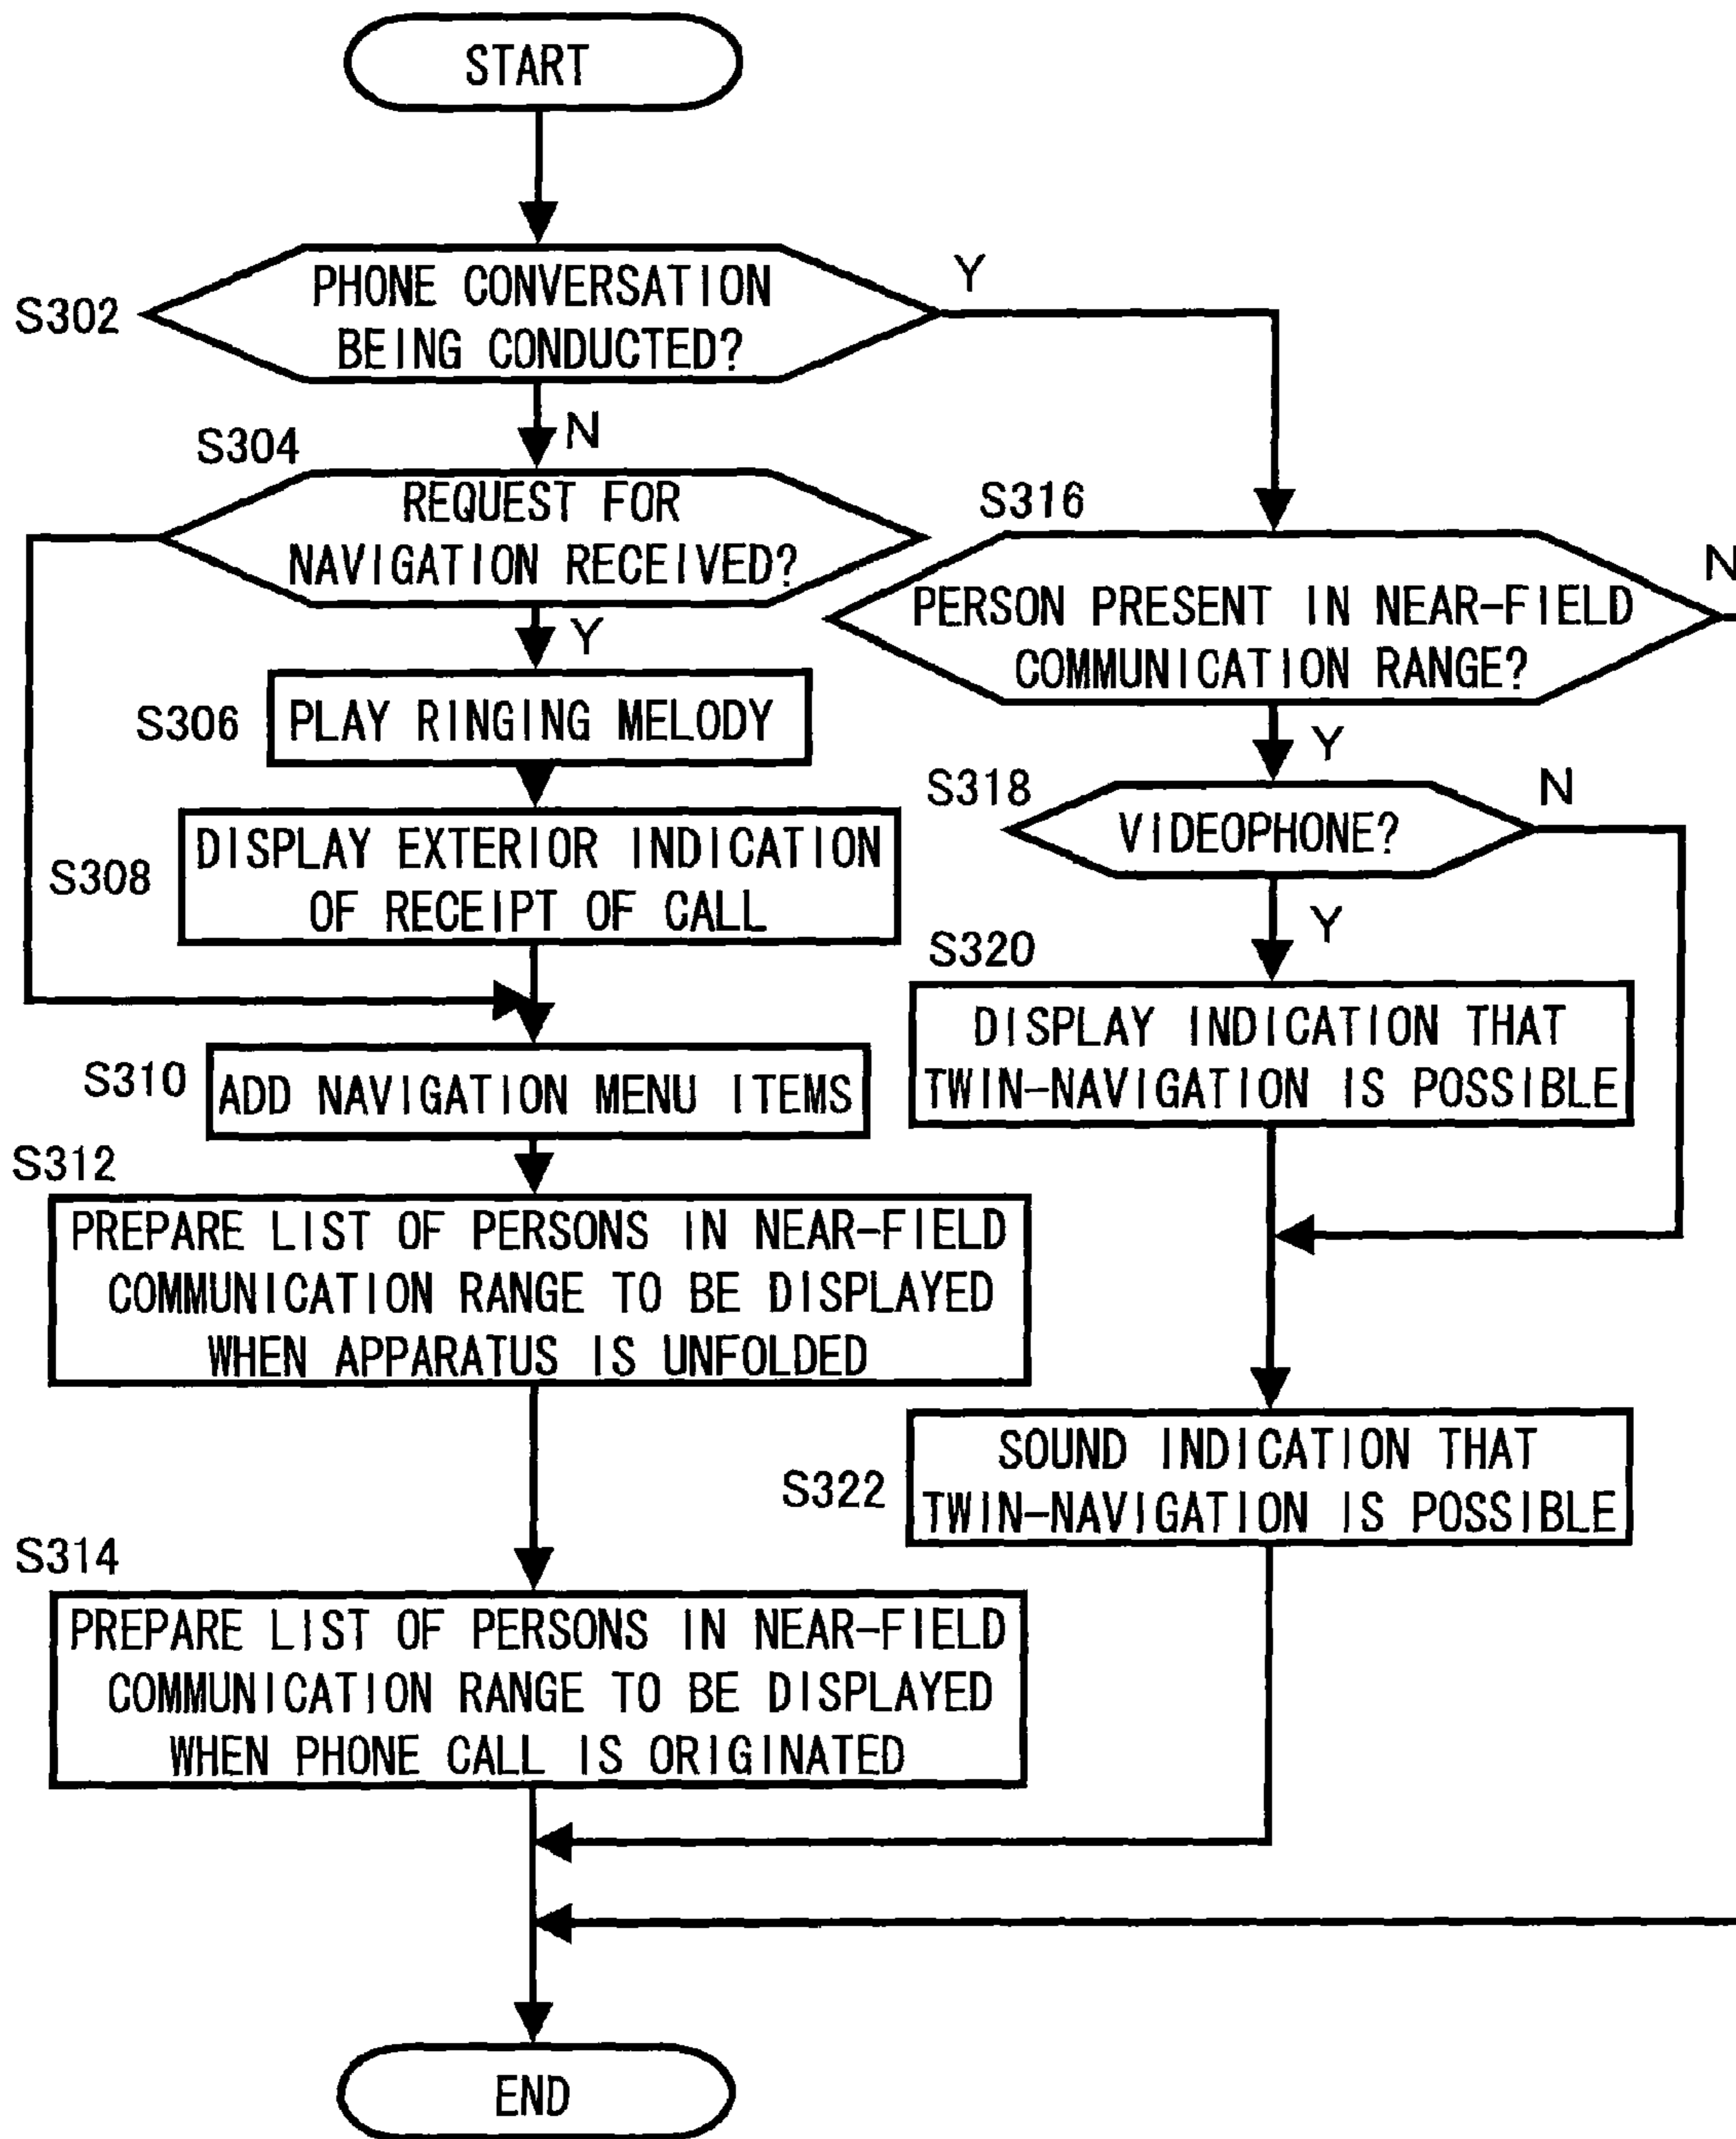 START
S302
PHONE CONVERSATION
BEING CONDUCTED?
Y
N
S304
REQUEST FOR
NAVIGATION RECEIVED?
Y
S306
PLAY RINGING MELODY
S308
DISPLAY EXTERIOR INDICATION
OF RECEIPT OF CALL
S310
ADD NAVIGATION MENU ITEMS
S312
PREPARE LIST OF PERSONS IN NEAR-FIELD
COMMUNICATION RANGE TO BE DISPLAYED
WHEN APPARATUS IS UNFOLDED
S314
PREPARE LIST OF PERSONS IN NEAR-FIELD
COMMUNICATION RANGE TO BE DISPLAYED
WHEN PHONE CALL IS ORIGINATED
S316
PERSON PRESENT IN NEAR-FIELD
COMMUNICATION RANGE?
N
Y
S318
VIDEOPHONE?
N
Y
S320
DISPLAY INDICATION THAT
TWIN-NAVIGATION IS POSSIBLE
S322
SOUND INDICATION THAT
TWIN-NAVIGATION IS POSSIBLE
END